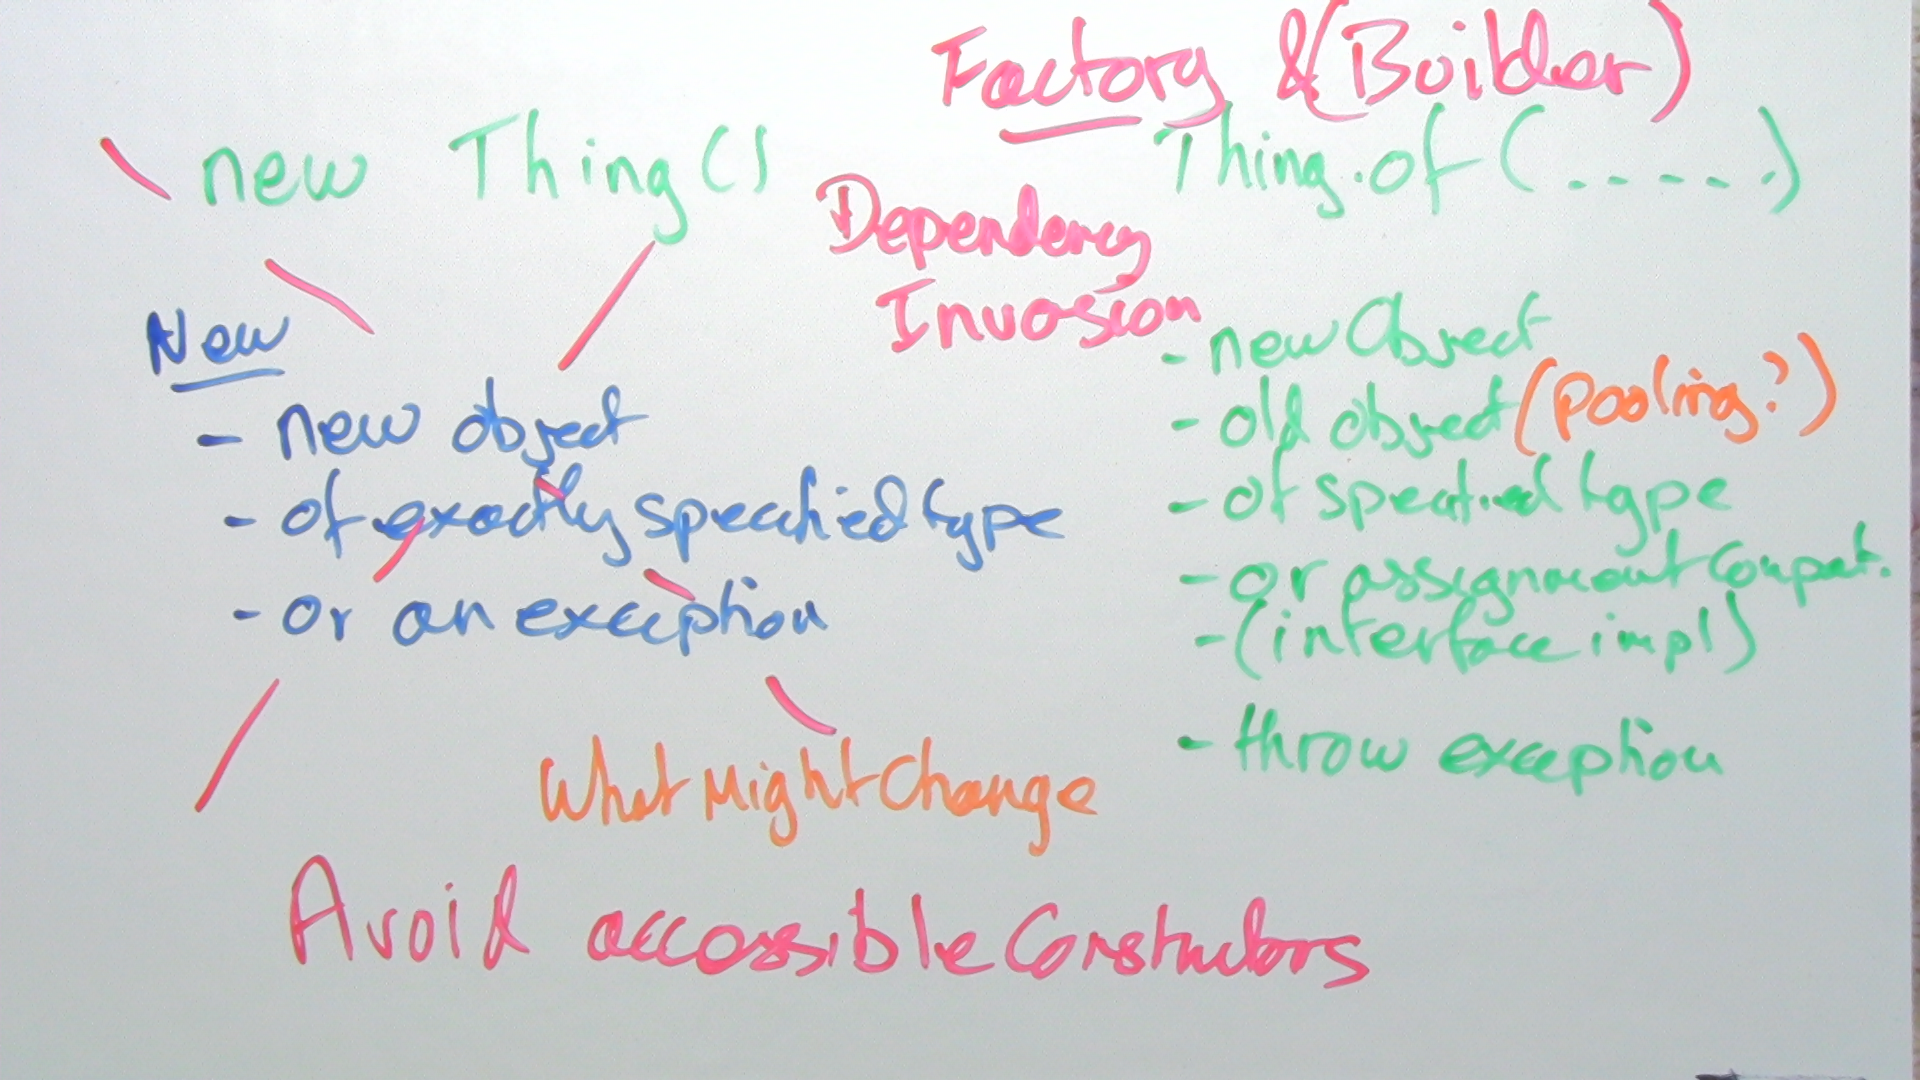 Factory & (Builder)
new Thing()
Thing.of(.....)
Dependency
Invasion
New
- new object
- of exactly specified type
- or an exception
- new Object
- old object (pooling?)
- of specified type
- or assignment compat.
- (interface impl)
- throw exception
What Might Change
Avoid accessible Constructors